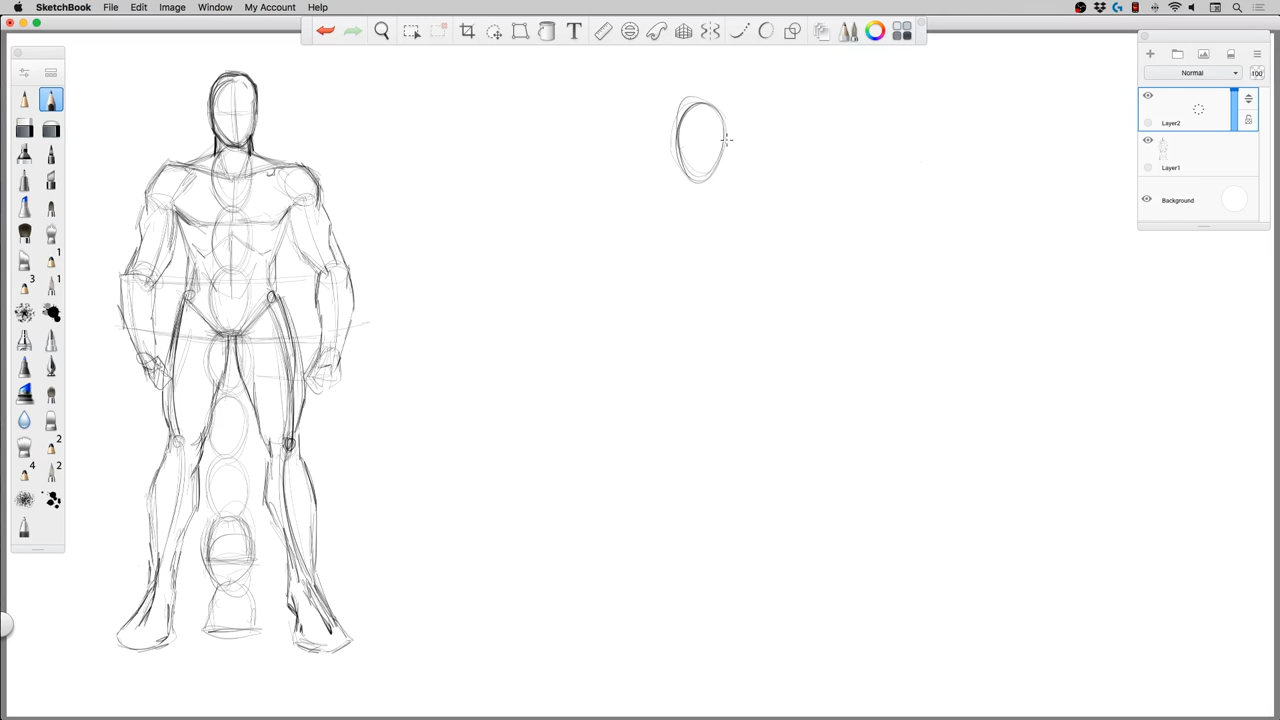 SketchBook File Edit Image Window My Account Help
T
Normal
100
Layer2
Layer1
Background
1
3 1
2
4 2